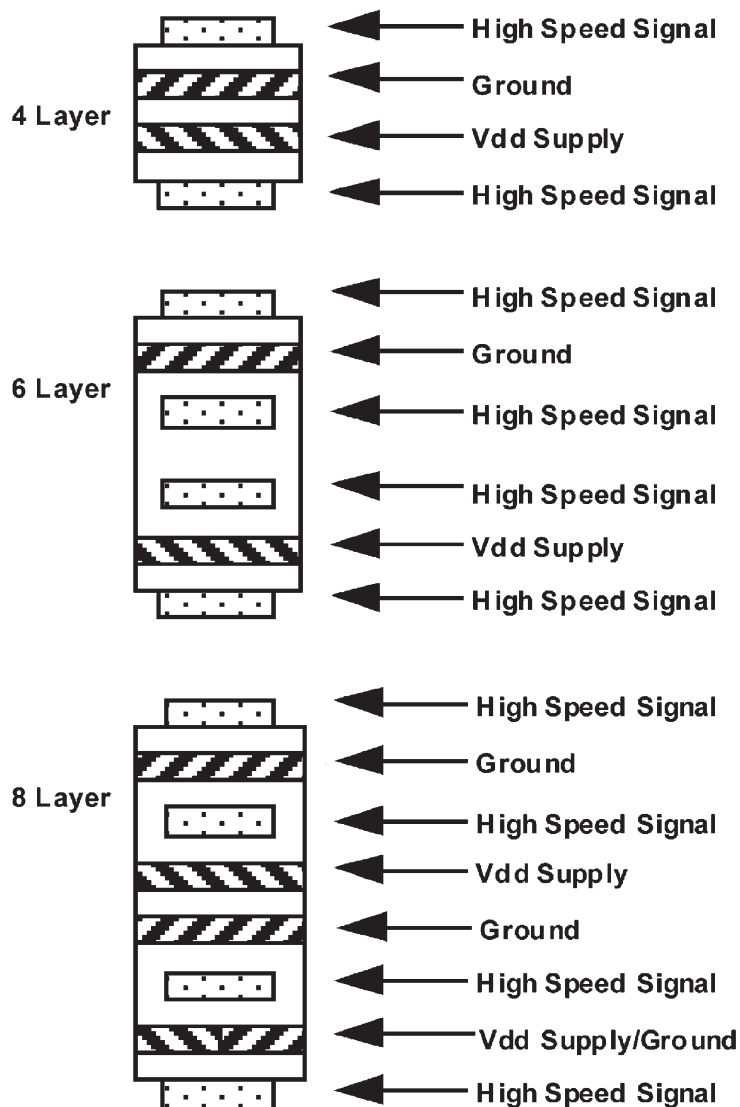 High Speed Signal
Ground
4 Layer
Vdd Supply
High Speed Signal
High Speed Signal
Ground
6 Layer
High Speed Signal
High Speed Signal
Vdd Supply
High Speed Signal
High Speed Signal
Ground
8 Layer
High Speed Signal
Vdd Supply
Ground
High Speed Signal
Vdd Supply/Ground
High Speed Signal